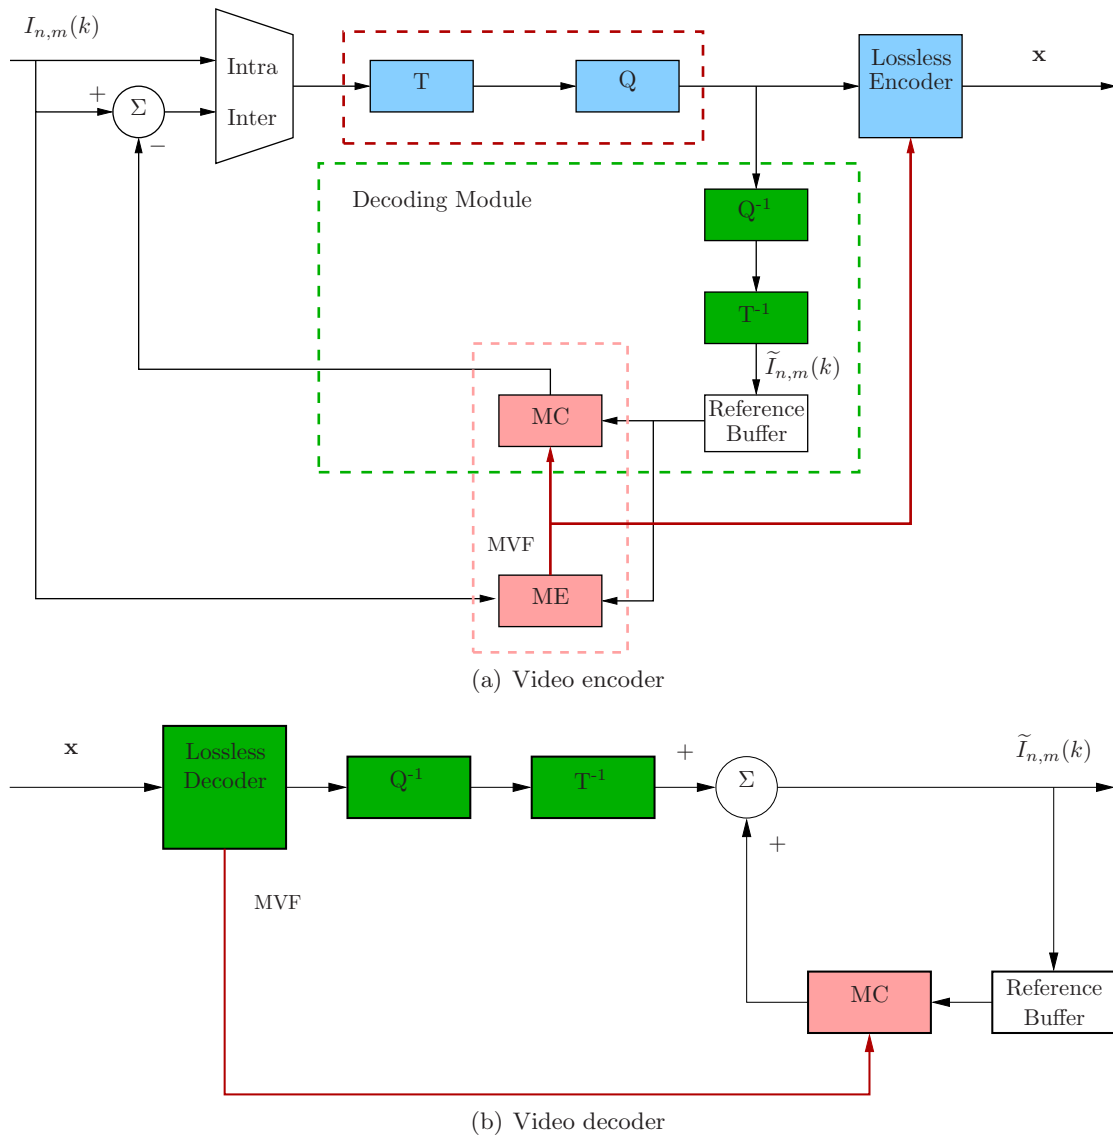 Ĩ_{n,m}(k)
I_{n,m}(k)
Intra
T
Q
Lossless
Encoder
x
+
Σ
Inter
−
Decoding Module
Q^{-1}
T^{-1}
Ĩ_{n,m}(k)
MC
Reference
Buffer
MVF
ME
(a) Video encoder
x
Lossless
Decoder
Q^{-1}
T^{-1}
+
Σ
+
MVF
MC
Reference
Buffer
(b) Video decoder